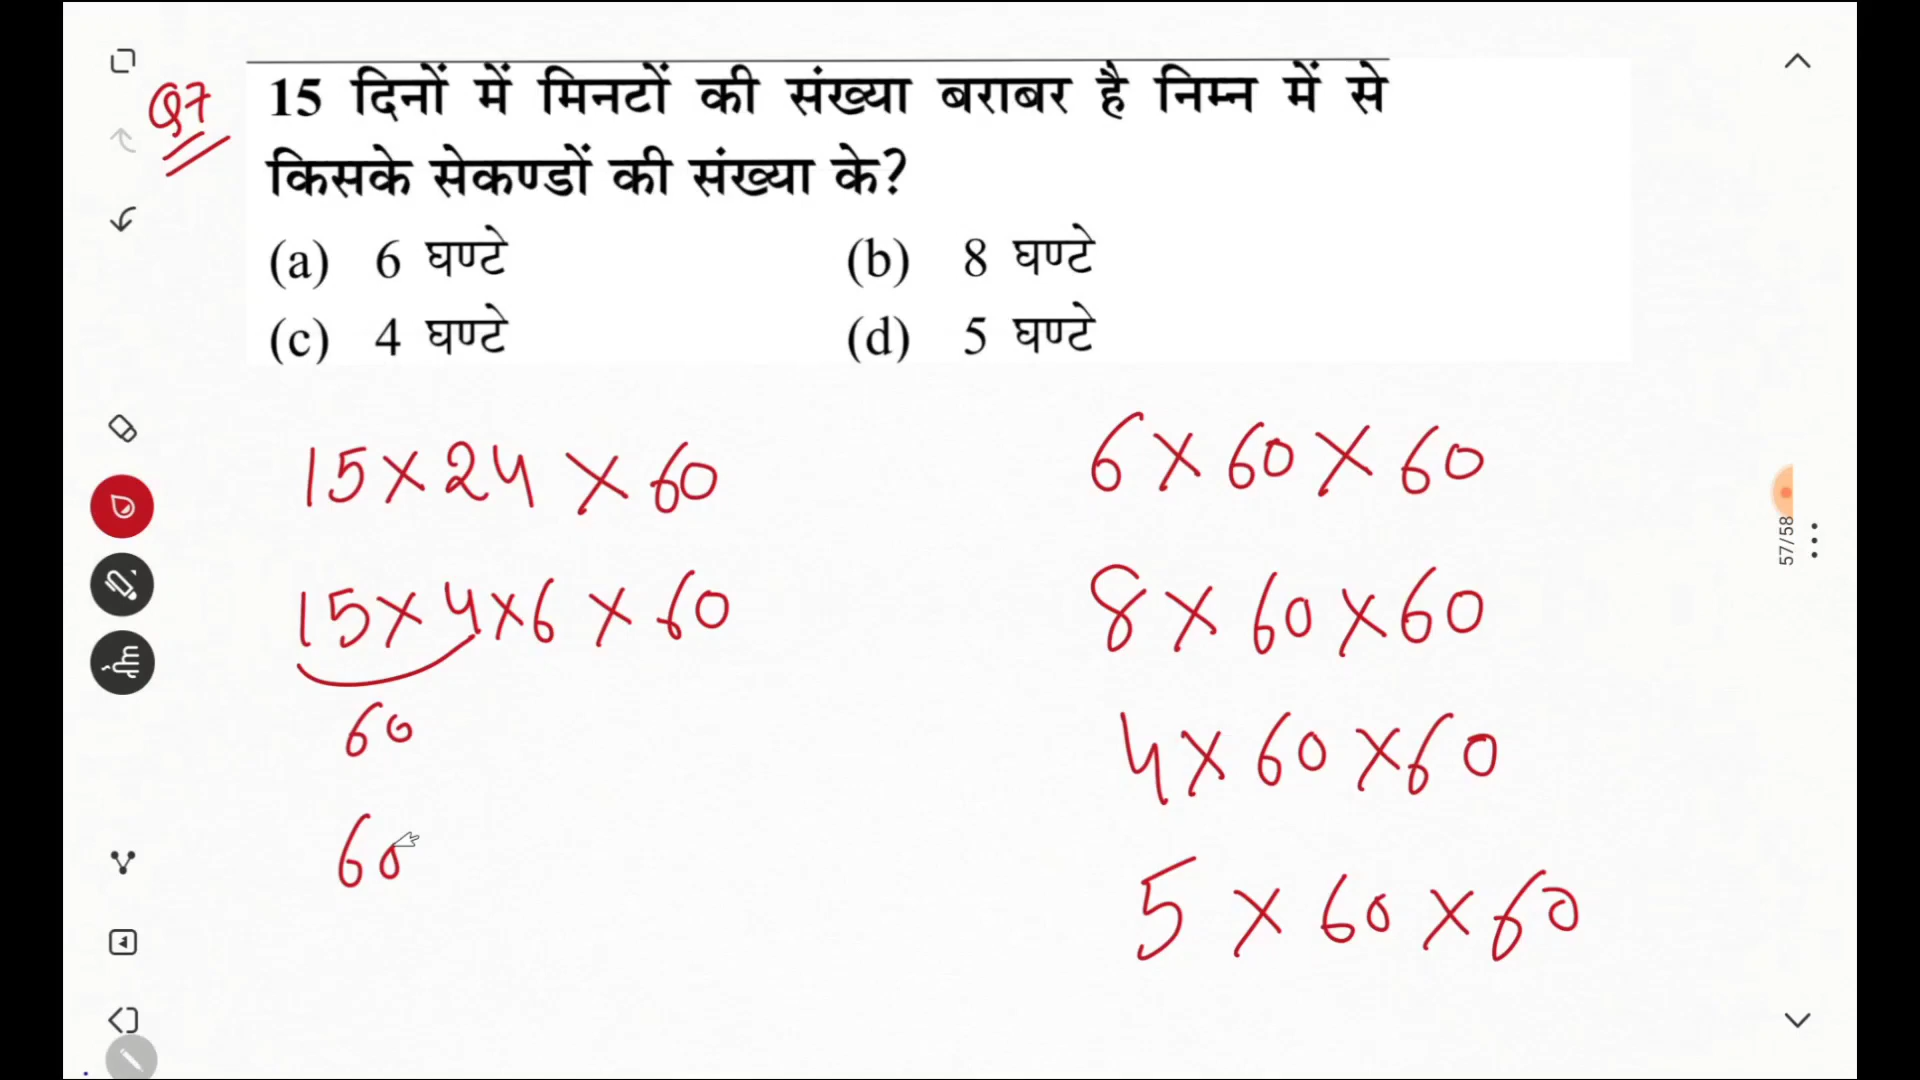 Q7
15 दिनों में मिनटों की संख्या बराबर है निम्न में से
किसके सेकण्डों की संख्या के?
(a) 6 घण्टे (b) 8 घण्टे
(c) 4 घण्टे (d) 5 घण्टे
15 × 24 × 60
15 × 4 × 6 × 60
60
60
6 × 60 × 60
8 × 60 × 60
4 × 60 × 60
5 × 60 × 60
57/58